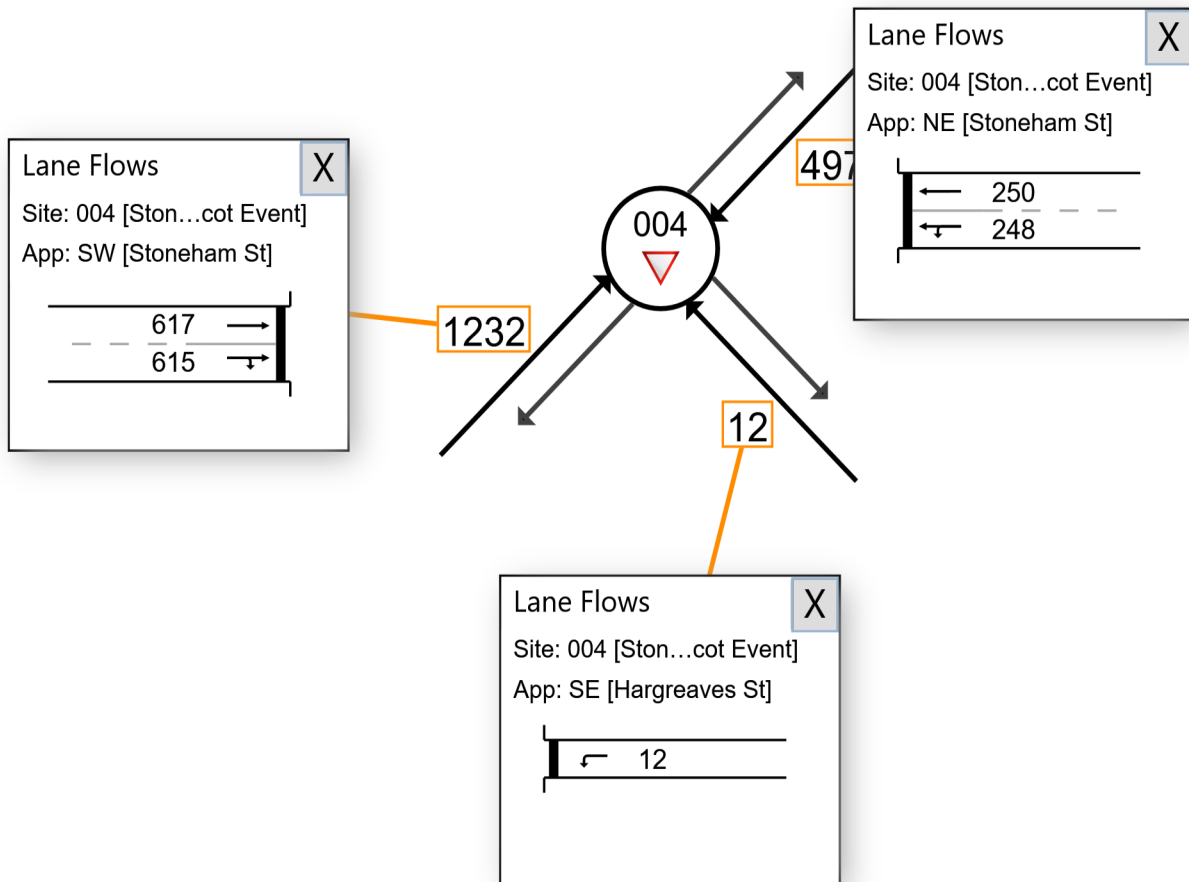 Lane Flows
X
Site: 004 [Ston…cot Event]
App: SW [Stoneham St]
617
615
1232
004
497
Lane Flows
X
Site: 004 [Ston…cot Event]
App: NE [Stoneham St]
250
248
12
Lane Flows
X
Site: 004 [Ston…cot Event]
App: SE [Hargreaves St]
12